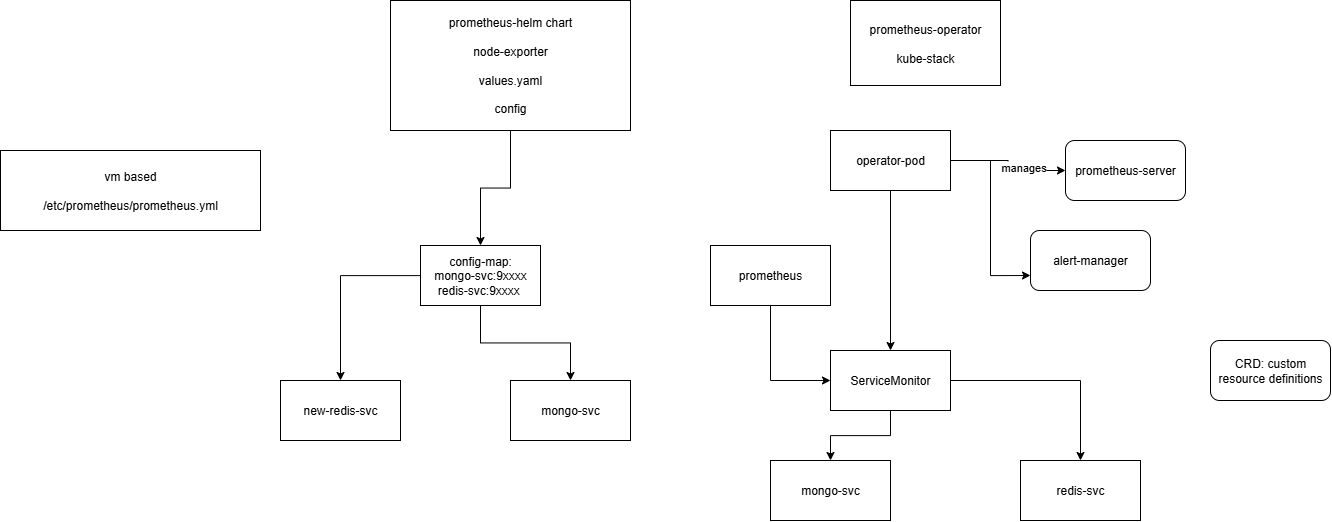 prometheus-helm chart
node-exporter
values.yaml
config
prometheus-operator
kube-stack
vm based
/etc/prometheus/prometheus.yml
operator-pod
manages
prometheus-server
alert-manager
config-map:
mongo-svc:9xxxx
redis-svc:9xxxx
prometheus
new-redis-svc
mongo-svc
ServiceMonitor
CRD: custom
resource definitions
mongo-svc
redis-svc